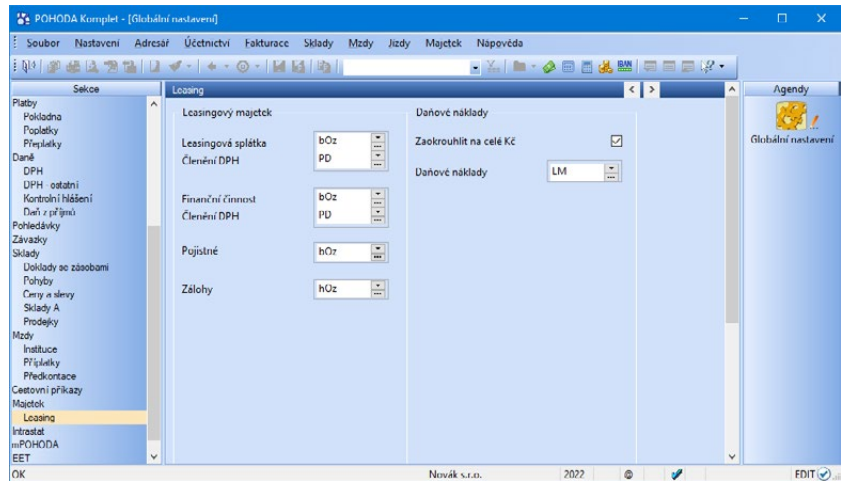 POHODA Komplet - [Globální nastavení]
Soubor Nastavení Adresář Účetnictví Fakturace Sklady Mzdy Jízdy Majetek Nápověda
IBAN
Sekce
Leasing
Agendy
Platby
Pokladna
Poplatky
Přeplatky
Daně
DPH
DPH - ostatní
Kontrolní hlášení
Daň z příjmů
Pohledávky
Závazky
Sklady
Doklady se zásobami
Pohyby
Ceny a slevy
Sklady A
Prodejky
Mzdy
Instituce
Příplatky
Předkontace
Cestovní příkazy
Majetek
Leasing
Intrastat
mPOHODA
EET
Leasingový majetek
Leasingová splátka bOz
Členění DPH PD
Finanční činnost bOz
Členění DPH PD
Pojistné hOz
Zálohy hOz
Daňové náklady
Zaokrouhlit na celé Kč
Daňové náklady LM
Globální nastavení
OK Novák s.r.o. 2022 @ EDIT